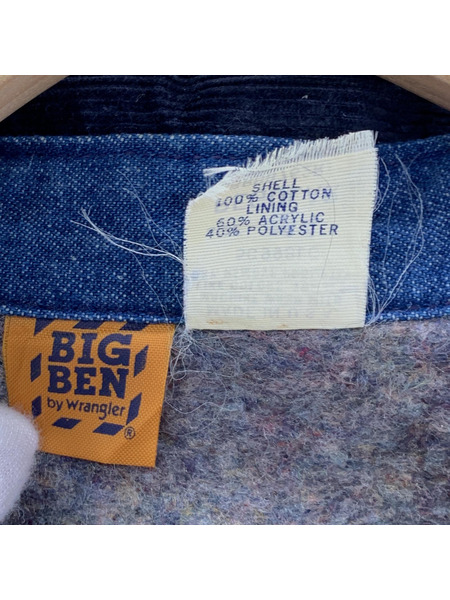 SHELL
100% COTTON
LINING
60% ACRYLIC
40% POLYESTER
BIG
BEN
by Wrangler
®